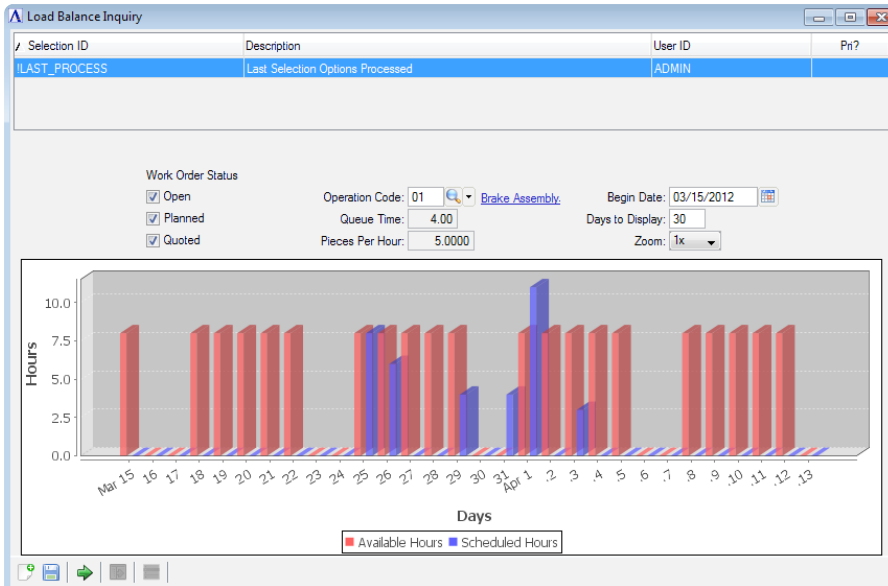 Load Balance Inquiry
Selection ID Description User ID Pri?
!LAST_PROCESS Last Selection Options Processed ADMIN
Work Order Status
Open Operation Code: 01 Brake Assembly. Begin Date: 03/15/2012
Planned Queue Time: 4.00 Days to Display: 30
Quoted Pieces Per Hour: 5.0000 Zoom: 1x
10.0
7.5
5.0
2.5
0.0
Hours
Mar 15 16 17 18 19 20 21 22 23 24 25 26 27 28 29 30 31 Apr 1 .2 .3 .4 .5 .6 .7 .8 .9 .10 .11 .12 .13
Days
Available Hours Scheduled Hours